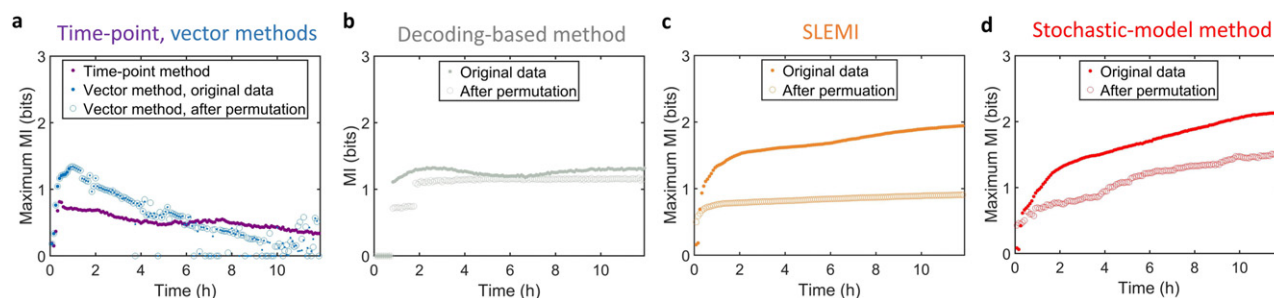 a
Time-point, vector methods
Maximum MI (bits)
3
2
1
0
Time-point method
Vector method, original data
Vector method, after permutation
0 2 4 6 8 10
Time (h)
b
Decoding-based method
MI (bits)
3
2
1
0
Original data
After permutation
0 2 4 6 8 10
Time (h)
c
SLEMI
Maximum MI (bits)
3
2
1
0
Original data
After permuation
0 2 4 6 8 10
Time (h)
d
Stochastic-model method
Maximum MI (bits)
3
2
1
0
Original data
After permutation
0 2 4 6 8 10
Time (h)